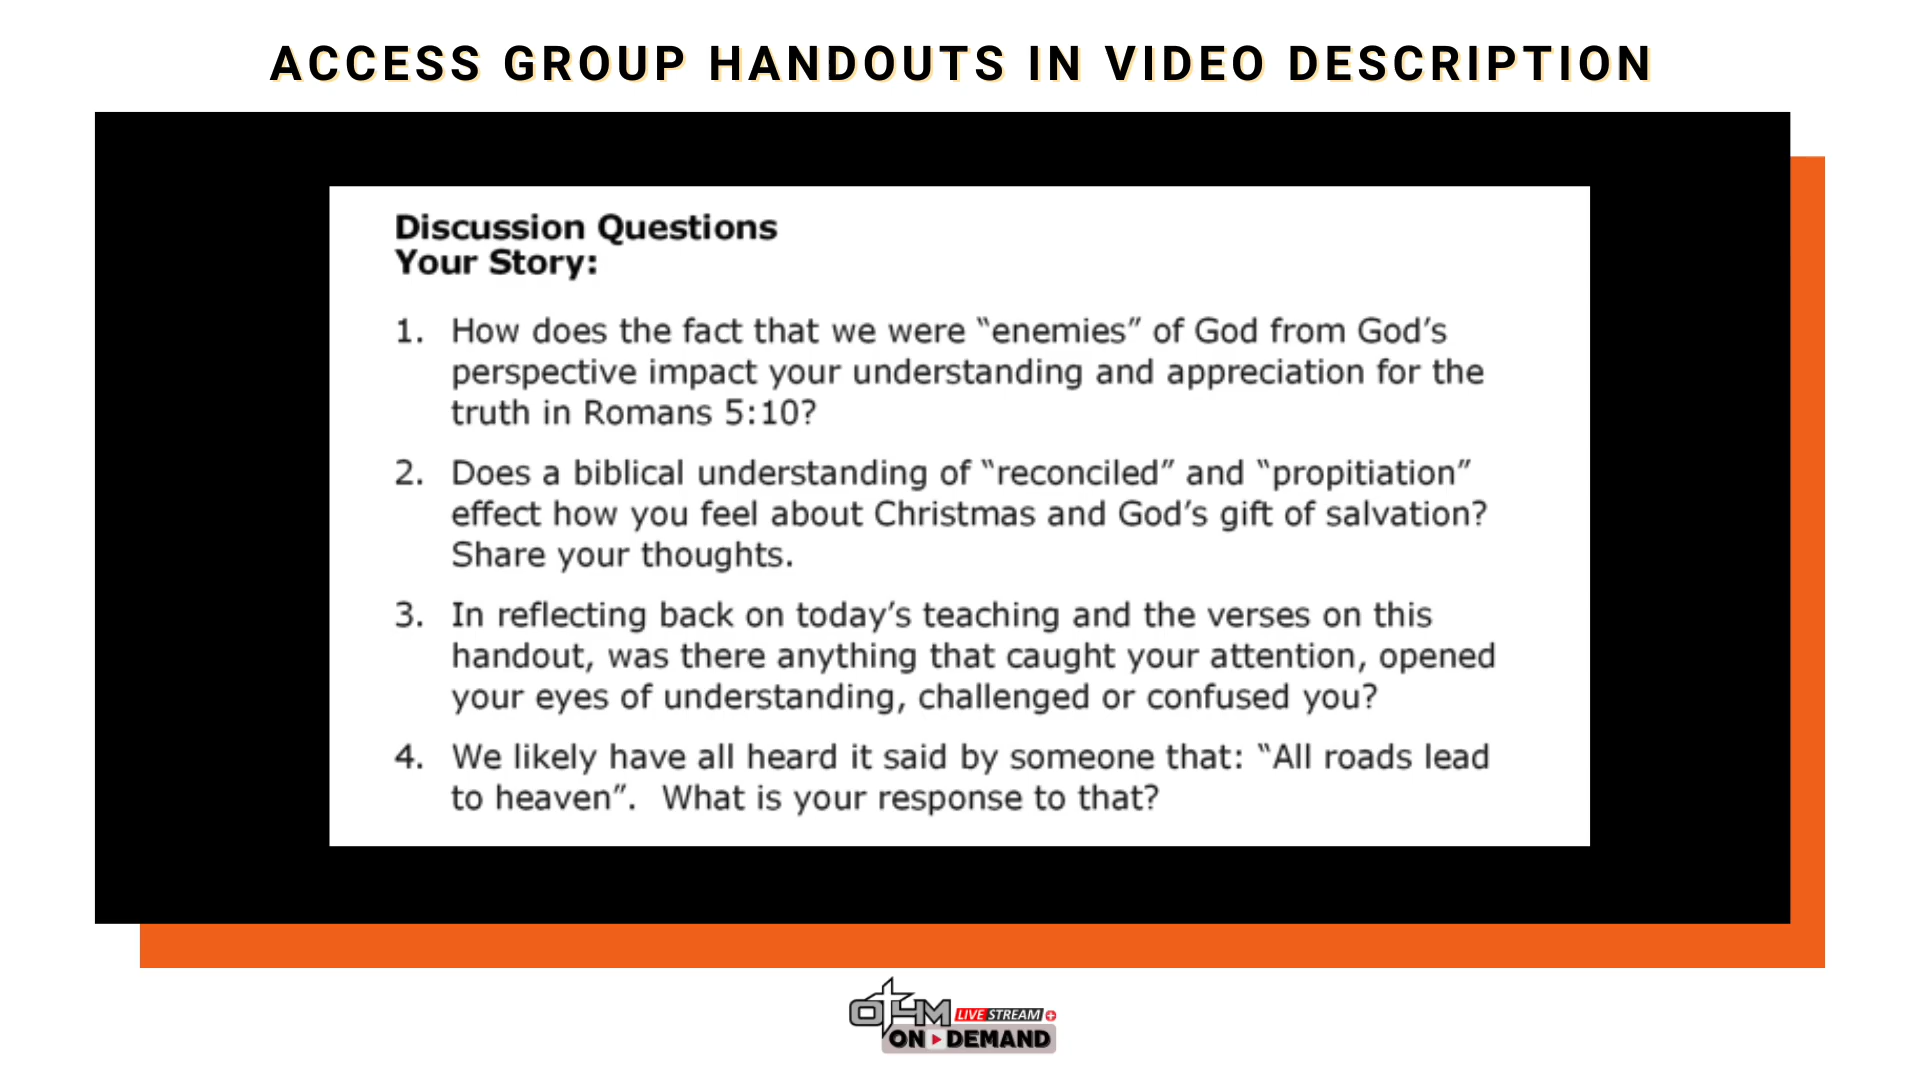 ACCESS GROUP HANDOUTS IN VIDEO DESCRIPTION
Discussion Questions
Your Story:
1. How does the fact that we were “enemies” of God from God’s
perspective impact your understanding and appreciation for the
truth in Romans 5:10?
2. Does a biblical understanding of “reconciled” and “propitiation”
effect how you feel about Christmas and God’s gift of salvation?
Share your thoughts.
3. In reflecting back on today’s teaching and the verses on this
handout, was there anything that caught your attention, opened
your eyes of understanding, challenged or confused you?
4. We likely have all heard it said by someone that: “All roads lead
to heaven”.  What is your response to that?
O4M LIVE STREAM
ON DEMAND